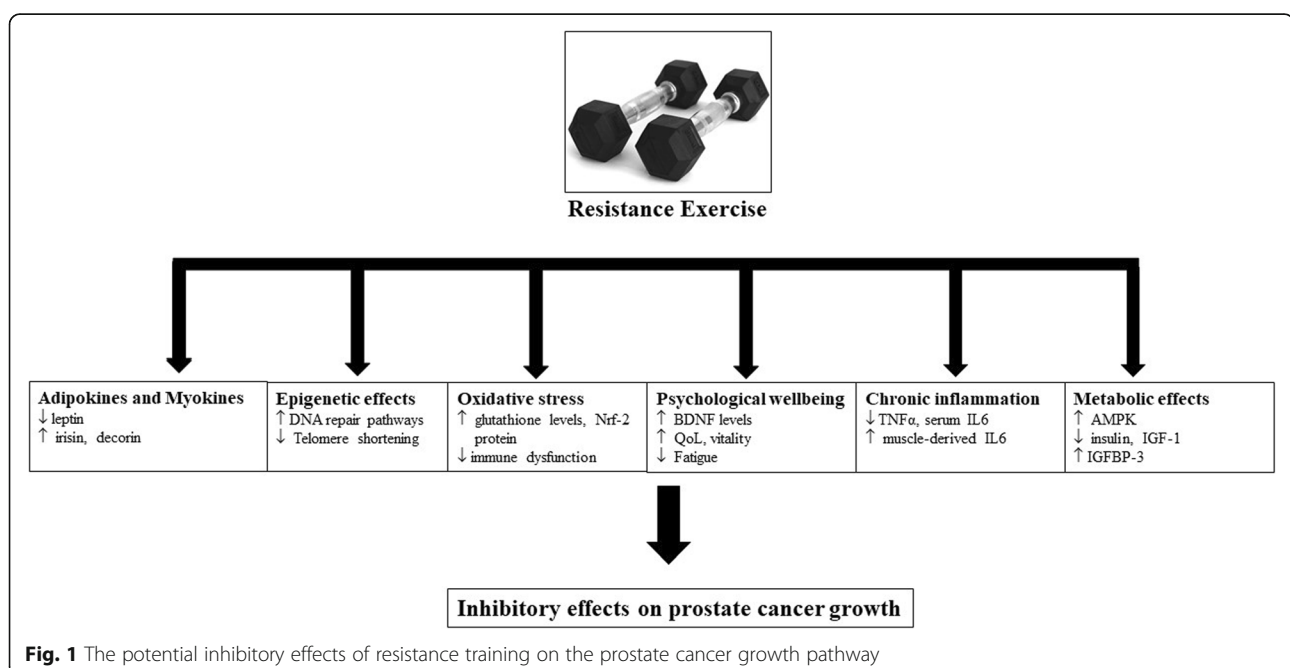 Resistance Exercise
Adipokines and Myokines
↓ leptin
↑ irisin, decorin
Epigenetic effects
↑ DNA repair pathways
↓ Telomere shortening
Oxidative stress
↑ glutathione levels, Nrf-2
protein
↓ immune dysfunction
Psychological wellbeing
↑ BDNF levels
↑ QoL, vitality
↓ Fatigue
Chronic inflammation
↓ TNFα, serum IL6
↑ muscle-derived IL6
Metabolic effects
↑ AMPK
↓ insulin, IGF-1
↑ IGFBP-3
Inhibitory effects on prostate cancer growth
Fig. 1 The potential inhibitory effects of resistance training on the prostate cancer growth pathway